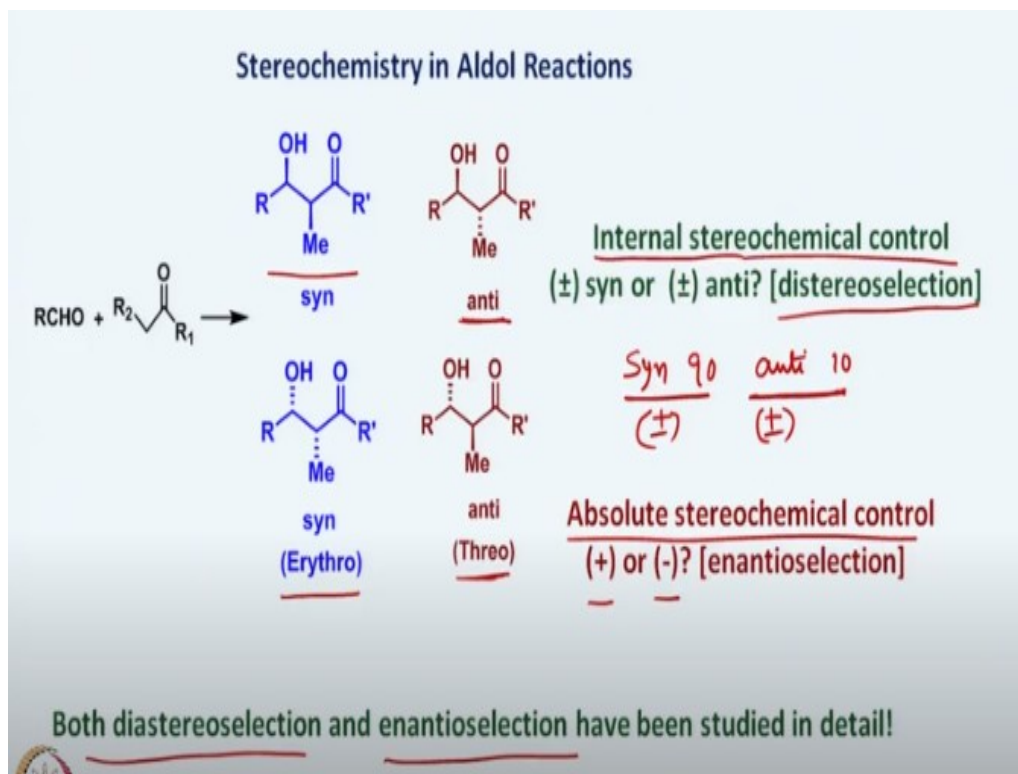 Stereochemistry in Aldol Reactions
RCHO + R2 O R1
OH O
R R'
Me
syn
OH O
R R'
Me
anti
OH O
R R'
Me
syn
(Erythro)
OH O
R R'
Me
anti
(Threo)
Internal stereochemical control
(±) syn or (±) anti? [distereoselection]
Syn 90 anti 10
(±) (±)
Absolute stereochemical control
(+) or (-)? [enantioselection]
Both diastereoselection and enantioselection have been studied in detail!